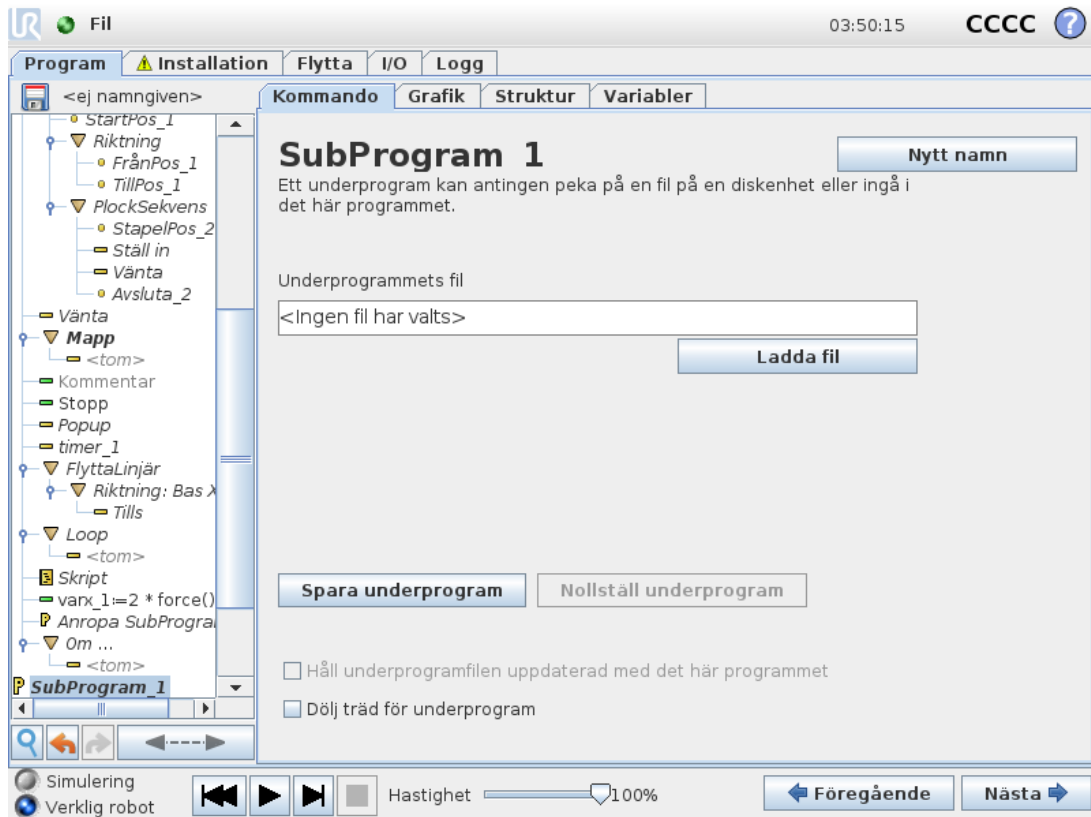 UR Fil 03:50:15 CCCC ?
Program Installation Flytta I/O Logg
<ej namngiven>
Kommando Grafik Struktur Variabler
StartPos_1
Riktning
FrånPos_1
TillPos_1
PlockSekvens
StapelPos_2
Ställ in
Vänta
Avsluta_2
Vänta
Mapp
<tom>
Kommentar
Stopp
Popup
timer_1
FlyttaLinjär
Riktning: Bas X
Tills
Loop
<tom>
Skript
varx_1:=2 * force()
Anropa SubProgra
Om ...
<tom>
SubProgram_1
SubProgram_1
Nytt namn
Ett underprogram kan antingen peka på en fil på en diskenhet eller ingå i
det här programmet.
Underprogrammets fil
<Ingen fil har valts>
Ladda fil
Spara underprogram
Nollställ underprogram
Håll underprogramfilen uppdaterad med det här programmet
Dölj träd för underprogram
Simulering
Verklig robot
Hastighet 100%
Föregående
Nästa